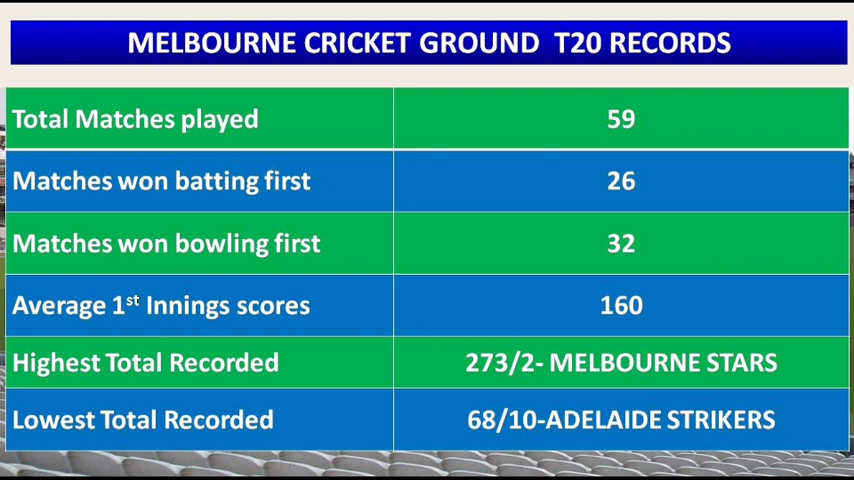 MELBOURNE CRICKET GROUND T20 RECORDS
Total Matches played 59
Matches won batting first 26
Matches won bowling first 32
Average 1st Innings scores 160
Highest Total Recorded 273/2- MELBOURNE STARS
Lowest Total Recorded 68/10-ADELAIDE STRIKERS